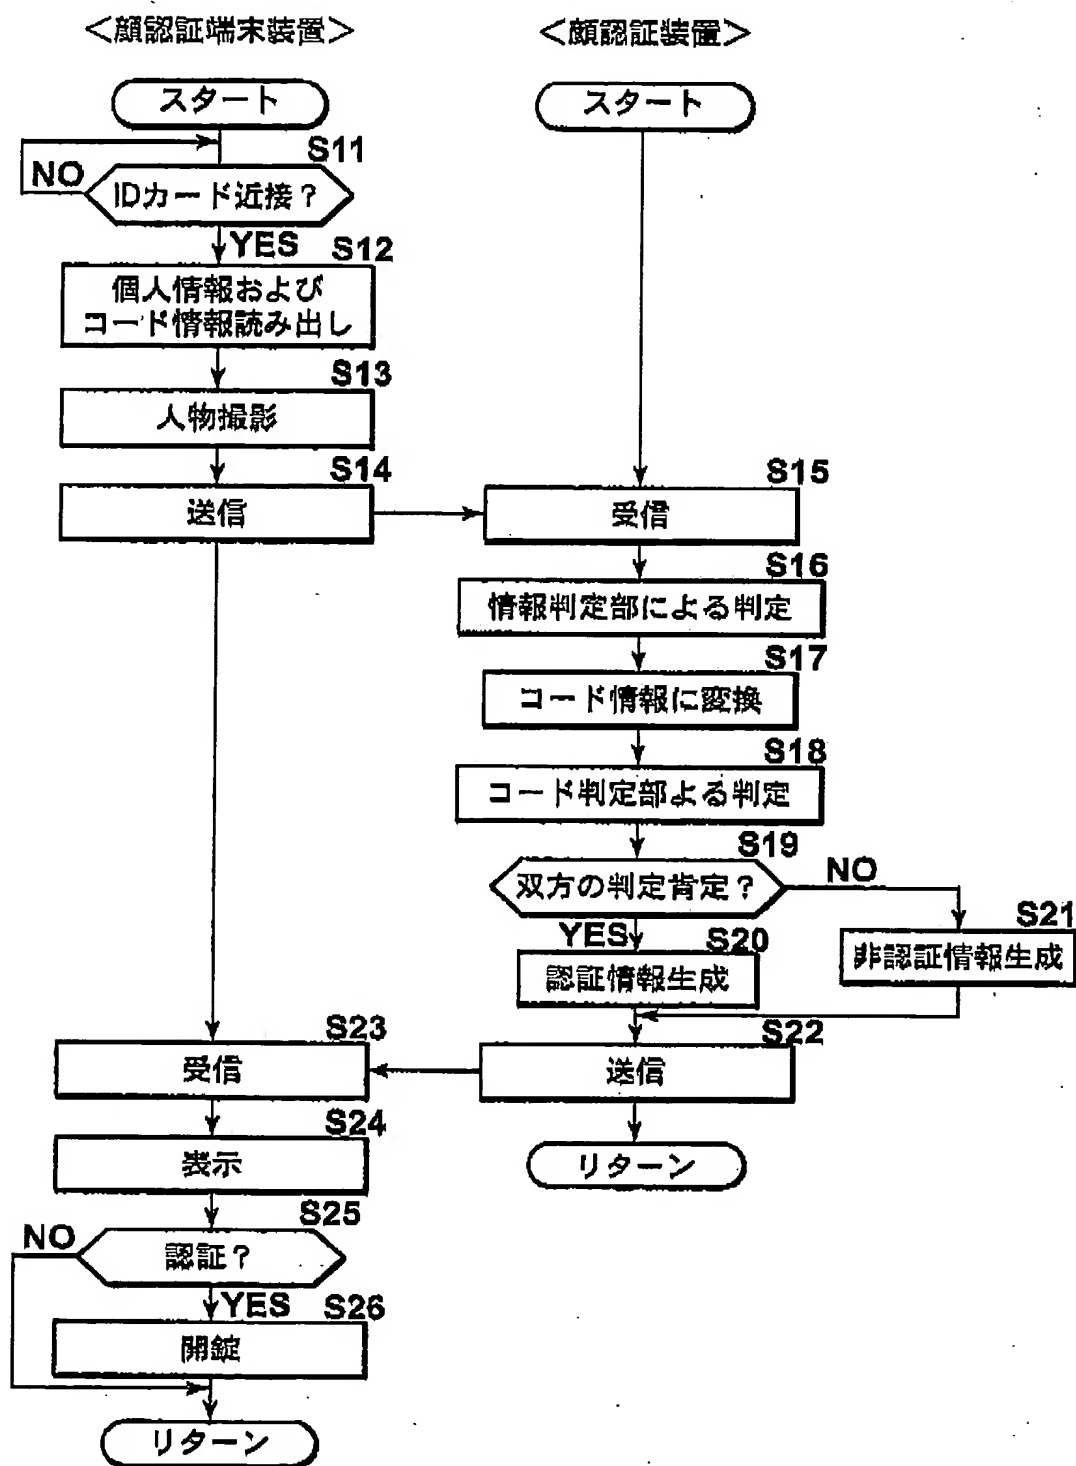 ＜顔認証端末装置＞
スタート
S11
NO
IDカード近接？
YES
S12
個人情報および
コード情報読み出し
S13
人物撮影
S14
送信
＜顔認証装置＞
スタート
S15
受信
S16
情報判定部による判定
S17
コード情報に変換
S18
コード判定部よる判定
S19
双方の判定肯定？
NO
YES
S20
認証情報生成
S21
非認証情報生成
S22
送信
リターン
S23
受信
S24
表示
S25
NO
認証？
YES
S26
開錠
リターン